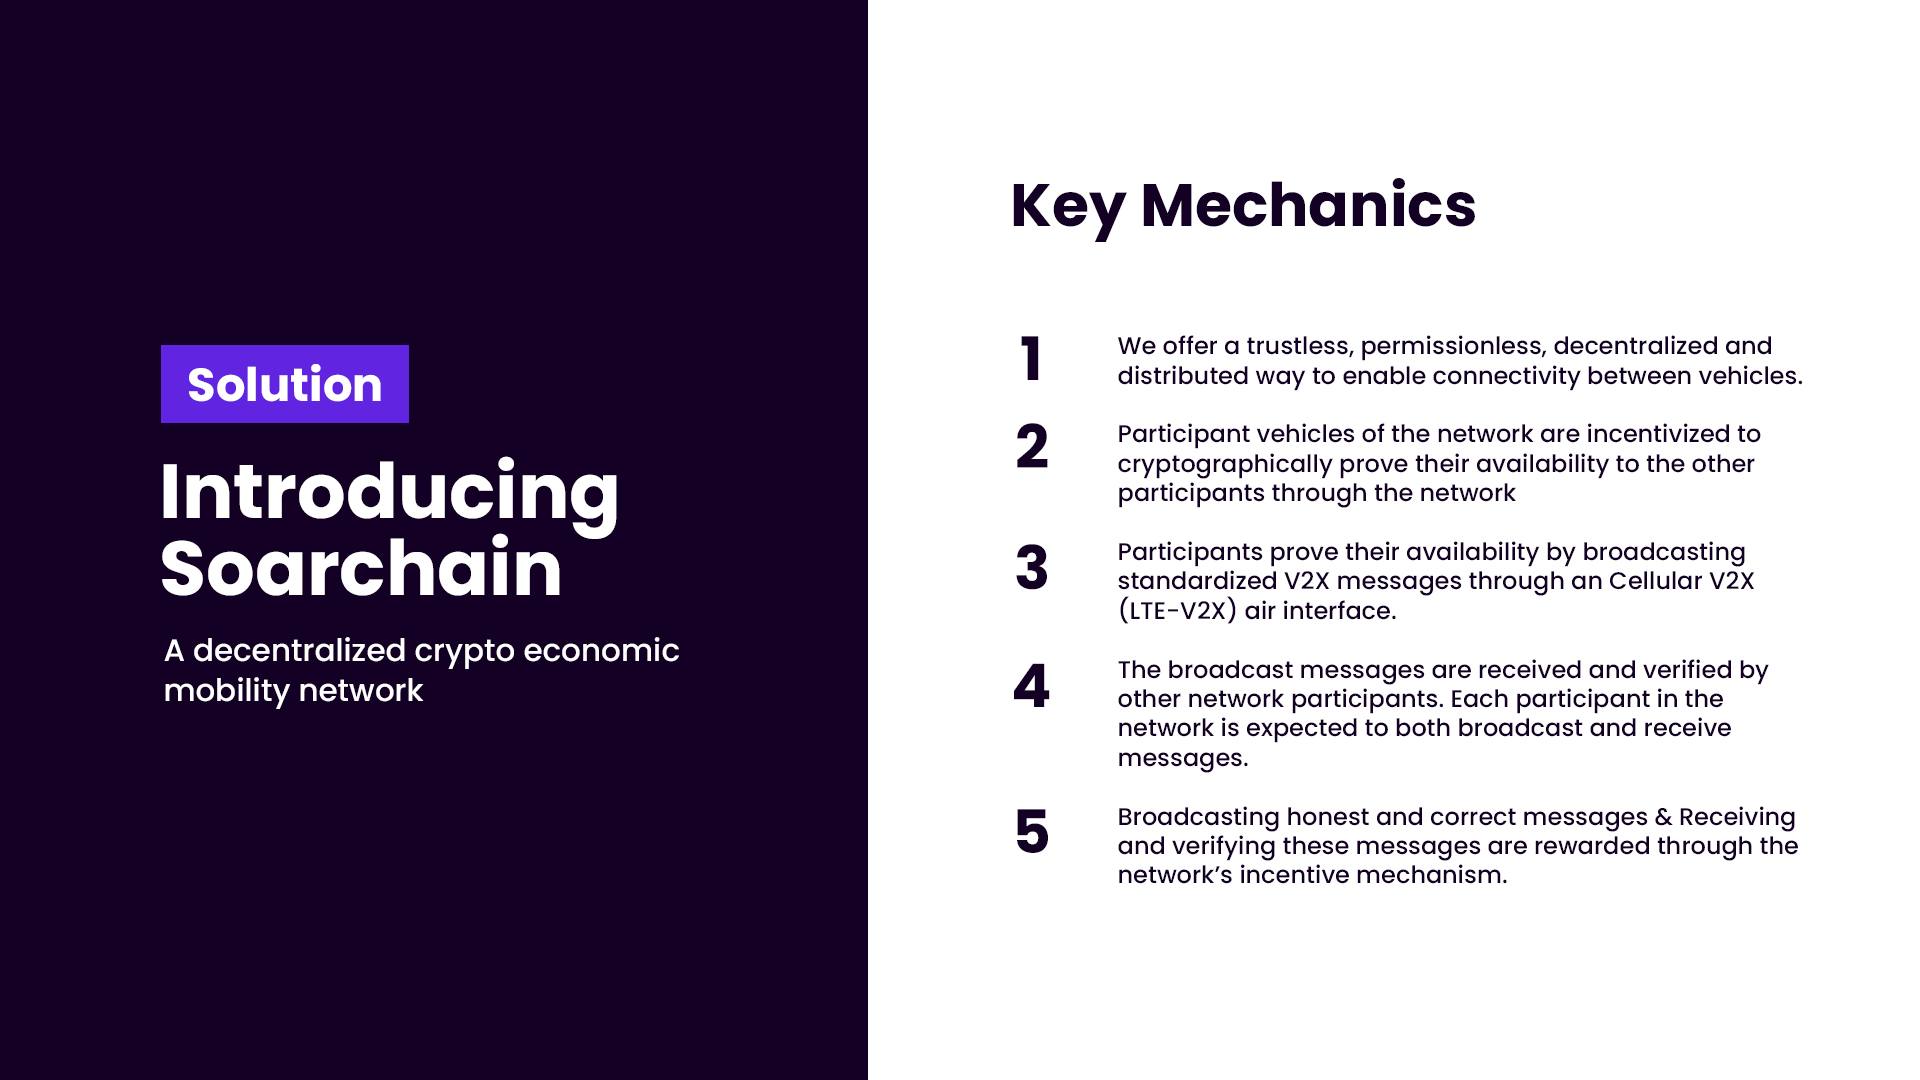 Solution
Introducing
Soarchain
A decentralized crypto economic
mobility network
Key Mechanics
1
We offer a trustless, permissionless, decentralized and
distributed way to enable connectivity between vehicles.
2
Participant vehicles of the network are incentivized to
cryptographically prove their availability to the other
participants through the network
3
Participants prove their availability by broadcasting
standardized V2X messages through an Cellular V2X
(LTE-V2X) air interface.
4
The broadcast messages are received and verified by
other network participants. Each participant in the
network is expected to both broadcast and receive
messages.
5
Broadcasting honest and correct messages & Receiving
and verifying these messages are rewarded through the
network’s incentive mechanism.